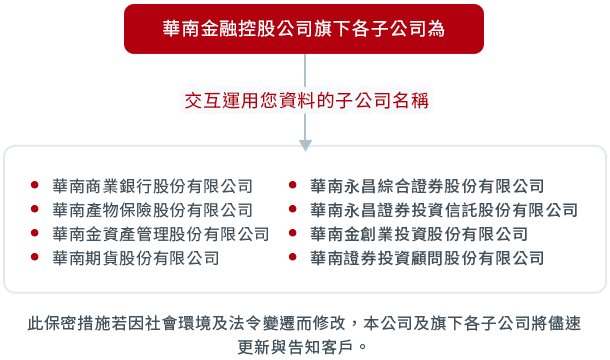 華南金融控股公司旗下各子公司為
交互運用您資料的子公司名稱
華南商業銀行股份有限公司
華南產物保險股份有限公司
華南金資產管理股份有限公司
華南期貨股份有限公司
華南永昌綜合證券股份有限公司
華南永昌證券投資信託股份有限公司
華南金創業投資股份有限公司
華南證券投資顧問股份有限公司
此保密措施若因社會環境及法令變遷而修改，本公司及旗下各子公司將儘速
更新與告知客戶。